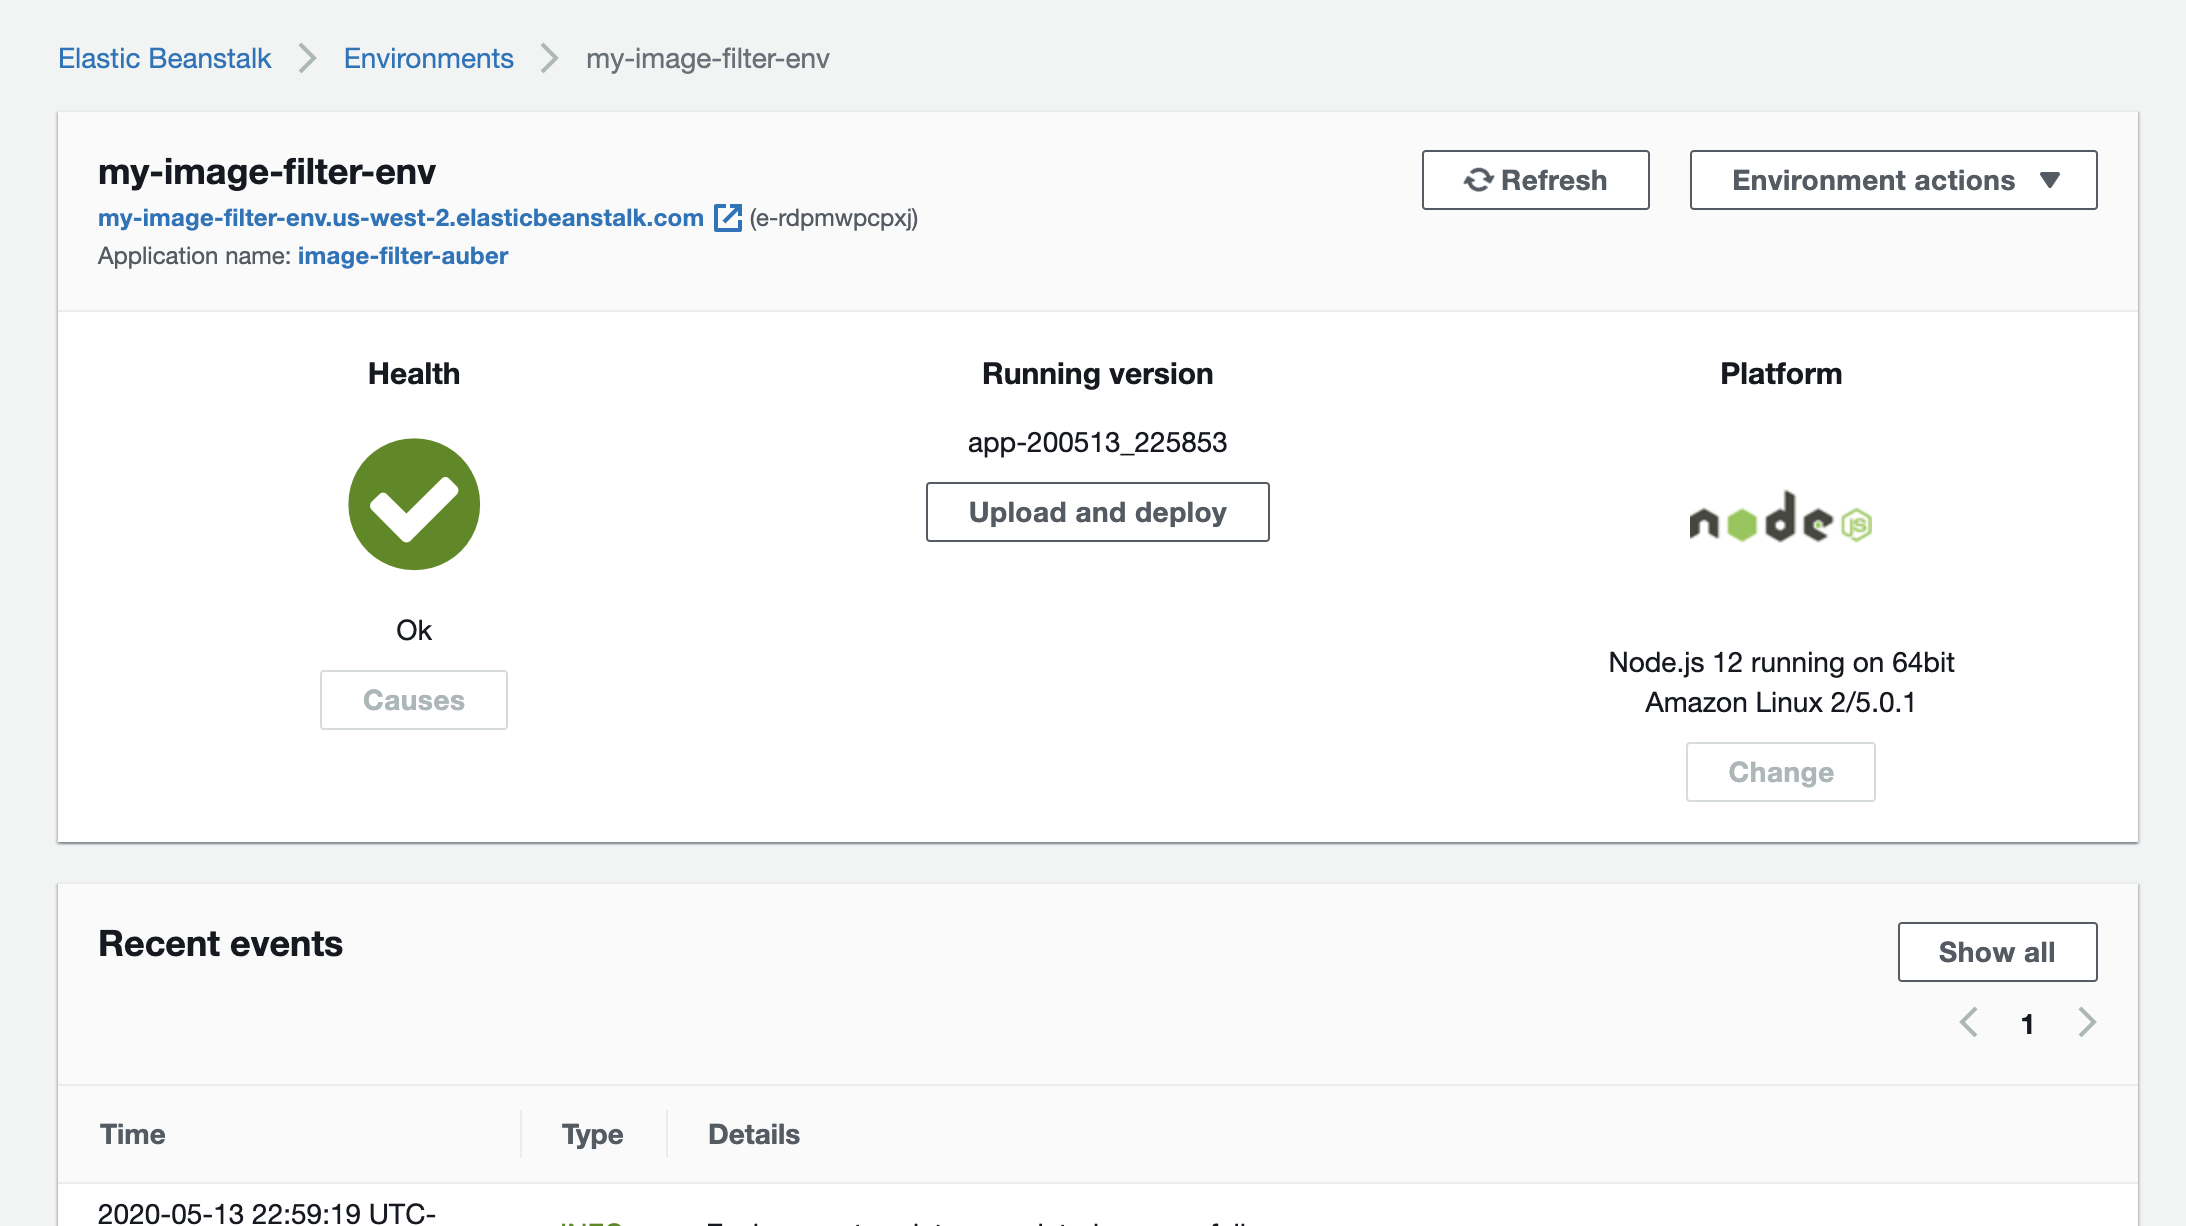 Elastic Beanstalk > Environments > my-image-filter-env
my-image-filter-env
Refresh
Environment actions
my-image-filter-env.us-west-2.elasticbeanstalk.com (e-rdpmwpcpxj)
Application name: image-filter-auber
Health
Running version
Platform
app-200513_225853
Upload and deploy
node JS
Ok
Causes
Node.js 12 running on 64bit
Amazon Linux 2/5.0.1
Change
Recent events
Show all
1
Time Type Details
2020-05-13 22:59:19 UTC-